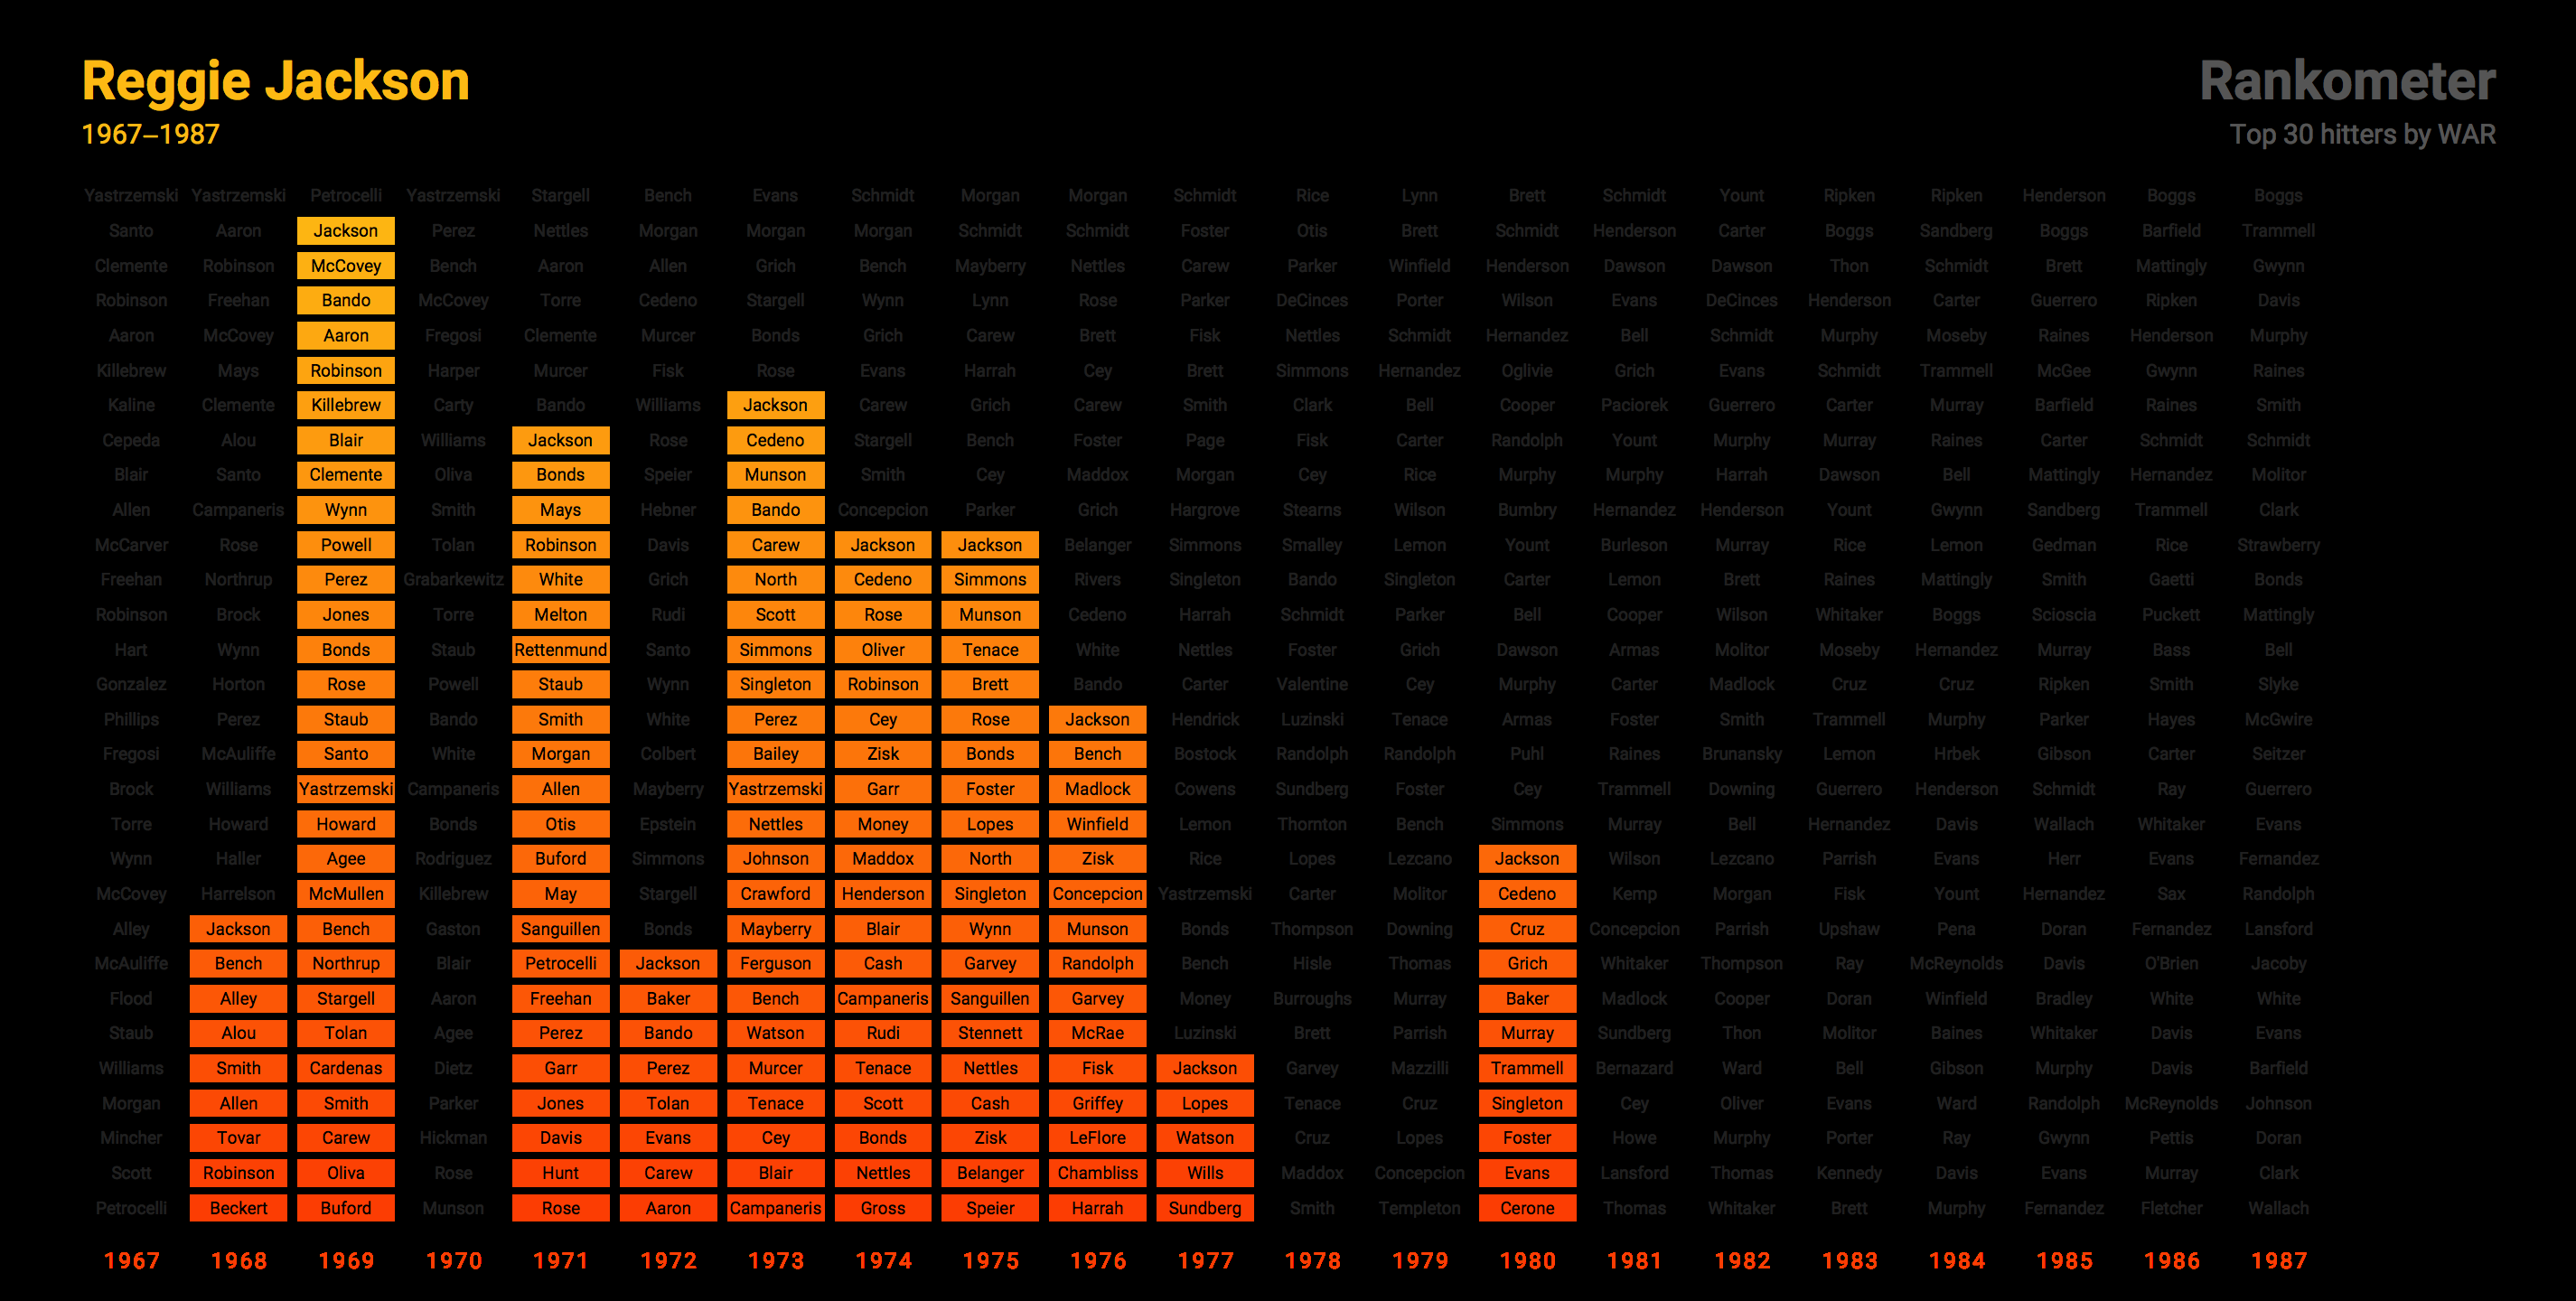 Reggie Jackson Rankometer
1967–1987 Top 30 hitters by WAR
Yastrzemski Yastrzemski Petrocelli Yastrzemski Stargell Bench Evans Schmidt Morgan Morgan Schmidt Rice Lynn Brett Schmidt Yount Ripken Ripken Henderson Boggs Boggs
Santo Aaron Jackson Perez Nettles Morgan Morgan Morgan Schmidt Schmidt Foster Otis Brett Schmidt Henderson Carter Boggs Sandberg Boggs Barfield Trammell
Clemente Robinson McCovey Bench Aaron Allen Grich Bench Mayberry Nettles Carew Parker Winfield Henderson Dawson Dawson Thon Schmidt Brett Mattingly Gwynn
Robinson Freehan Bando McCovey Torre Cedeno Stargell Wynn Lynn Rose Parker DeCinces Porter Wilson Evans DeCinces Henderson Carter Guerrero Ripken Davis
Aaron McCovey Aaron Fregosi Clemente Murcer Bonds Grich Carew Brett Fisk Nettles Schmidt Hernandez Bell Schmidt Murphy Moseby Raines Henderson Murphy
Killebrew Mays Robinson Harper Murcer Fisk Rose Evans Harrah Cey Brett Simmons Hernandez Oglivie Grich Evans Schmidt Trammell McGee Gwynn Raines
Kaline Clemente Killebrew Carty Bando Williams Jackson Carew Grich Carew Smith Clark Bell Cooper Paciorek Guerrero Carter Murray Barfield Raines Smith
Cepeda Alou Blair Williams Jackson Rose Cedeno Stargell Bench Foster Page Fisk Carter Randolph Yount Murphy Murray Raines Carter Schmidt Schmidt
Blair Santo Clemente Oliva Bonds Speier Munson Smith Cey Maddox Morgan Cey Rice Murphy Murphy Harrah Dawson Bell Mattingly Hernandez Molitor
Allen Campaneris Wynn Smith Mays Hebner Bando Concepcion Parker Grich Hargrove Stearns Wilson Bumbry Hernandez Henderson Yount Gwynn Sandberg Trammell Clark
McCarver Rose Powell Tolan Robinson Davis Carew Jackson Jackson Belanger Simmons Smalley Lemon Yount Burleson Murray Rice Lemon Gedman Rice Strawberry
Freehan Northrup Perez Grabarkewitz White Grich North Cedeno Simmons Rivers Singleton Bando Singleton Carter Lemon Brett Raines Mattingly Smith Gaetti Bonds
Robinson Brock Jones Torre Melton Rudi Scott Rose Munson Cedeno Harrah Schmidt Parker Bell Cooper Wilson Whitaker Boggs Scioscia Puckett Mattingly
Hart Wynn Bonds Staub Rettenmund Santo Simmons Oliver Tenace White Nettles Foster Grich Dawson Armas Molitor Moseby Hernandez Murray Bass Bell
Gonzalez Horton Rose Powell Staub Wynn Singleton Robinson Brett Bando Carter Valentine Cey Murphy Carter Madlock Cruz Cruz Ripken Smith Slyke
Phillips Perez Staub Bando Smith White Perez Cey Rose Jackson Hendrick Luzinski Tenace Armas Foster Smith Trammell Murphy Parker Hayes McGwire
Fregosi McAuliffe Santo White Morgan Colbert Bailey Zisk Bonds Bench Bostock Randolph Randolph Puhl Raines Brunansky Lemon Hrbek Gibson Carter Seitzer
Brock Williams Yastrzemski Campaneris Allen Mayberry Yastrzemski Garr Foster Madlock Cowens Sundberg Foster Cey Trammell Downing Guerrero Henderson Schmidt Ray Guerrero
Torre Howard Howard Bonds Otis Epstein Nettles Money Lopes Winfield Lemon Thornton Bench Simmons Murray Bell Hernandez Davis Wallach Whitaker Evans
Wynn Haller Agee Rodriguez Buford Simmons Johnson Maddox North Zisk Rice Lopes Lezcano Jackson Wilson Lezcano Parrish Evans Herr Evans Fernandez
McCovey Harrelson McMullen Killebrew May Stargell Crawford Henderson Singleton Concepcion Yastrzemski Carter Molitor Cedeno Kemp Morgan Fisk Yount Hernandez Sax Randolph
Alley Jackson Bench Gaston Sanguillen Bonds Mayberry Blair Wynn Munson Bonds Thompson Downing Cruz Concepcion Parrish Upshaw Pena Doran Fernandez Lansford
McAuliffe Bench Northrup Blair Petrocelli Jackson Ferguson Cash Garvey Randolph Bench Hisle Thomas Grich Whitaker Thompson Ray McReynolds Davis O'Brien Jacoby
Flood Alley Stargell Aaron Freehan Baker Bench Campaneris Sanguillen Garvey Money Burroughs Murray Baker Madlock Cooper Doran Winfield Bradley White White
Staub Alou Tolan Agee Perez Bando Watson Rudi Stennett McRae Luzinski Brett Parrish Murray Sundberg Thon Molitor Baines Whitaker Davis Evans
Williams Smith Cardenas Dietz Garr Perez Murcer Tenace Nettles Fisk Jackson Garvey Mazzilli Trammell Bernazard Ward Bell Gibson Murphy Davis Barfield
Morgan Allen Smith Parker Jones Tolan Tenace Scott Cash Griffey Lopes Tenace Cruz Singleton Cey Oliver Evans Ward Randolph McReynolds Johnson
Mincher Tovar Carew Hickman Davis Evans Cey Bonds Zisk LeFlore Watson Cruz Lopes Foster Howe Murphy Porter Ray Gwynn Pettis Doran
Scott Robinson Oliva Rose Hunt Carew Blair Nettles Belanger Chambliss Wills Maddox Concepcion Evans Lansford Thomas Kennedy Davis Evans Murray Clark
Petrocelli Beckert Buford Munson Rose Aaron Campaneris Gross Speier Harrah Sundberg Smith Templeton Cerone Thomas Whitaker Brett Murphy Fernandez Fletcher Wallach
1967 1968 1969 1970 1971 1972 1973 1974 1975 1976 1977 1978 1979 1980 1981 1982 1983 1984 1985 1986 1987